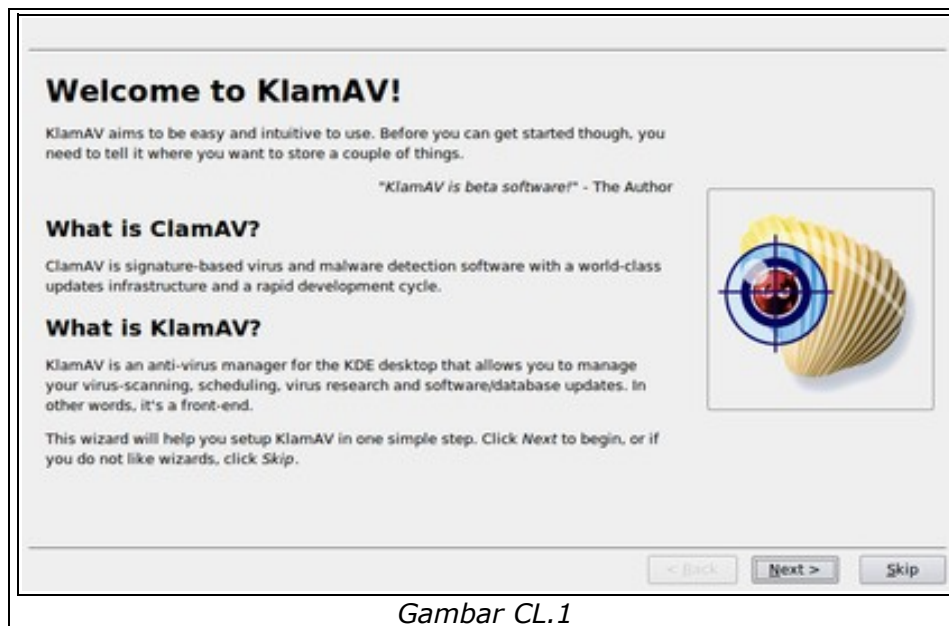 Welcome to KlamAV!
KlamAV aims to be easy and intuitive to use. Before you can get started though, you
need to tell it where you want to store a couple of things.
"KlamAV is beta software!" - The Author
What is ClamAV?
ClamAV is signature-based virus and malware detection software with a world-class
updates infrastructure and a rapid development cycle.
What is KlamAV?
KlamAV is an anti-virus manager for the KDE desktop that allows you to manage
your virus-scanning, scheduling, virus research and software/database updates. In
other words, it's a front-end.
This wizard will help you setup KlamAV in one simple step. Click Next to begin, or if
you do not like wizards, click Skip.
< Back Next > Skip
Gambar CL.1